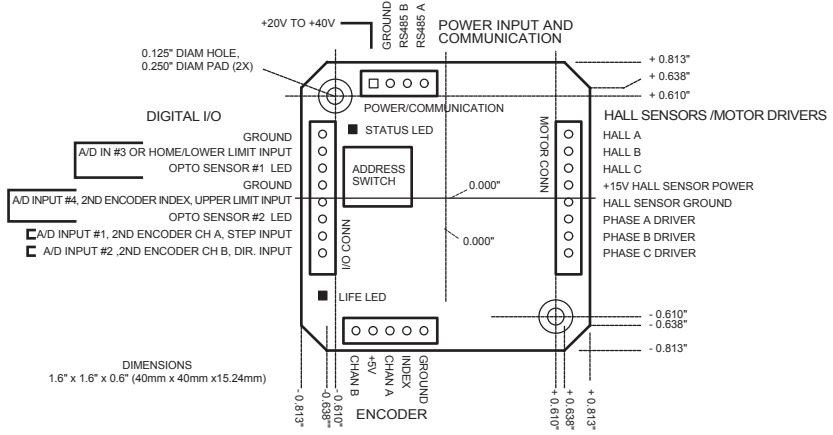 +20V TO +40V
GROUND
RS485 B
RS485 A
POWER INPUT AND
COMMUNICATION
0.125" DIAM HOLE,
0.250" DIAM PAD (2X)
+ 0.813"
+ 0.638"
+ 0.610"
POWER/COMMUNICATION
DIGITAL I/O
HALL SENSORS /MOTOR DRIVERS
STATUS LED
MOTOR CONN
GROUND
A/D IN #3 OR HOME/LOWER LIMIT INPUT
OPTO SENSOR #1 LED
GROUND
A/D INPUT #4, 2ND ENCODER INDEX, UPPER LIMIT INPUT
OPTO SENSOR #2 LED
A/D INPUT #1, 2ND ENCODER CH A, STEP INPUT
A/D INPUT #2 ,2ND ENCODER CH B, DIR. INPUT
ADDRESS
SWITCH
0.000"
0.000"
I/O CONN
HALL A
HALL B
HALL C
+15V HALL SENSOR POWER
HALL SENSOR GROUND
PHASE A DRIVER
PHASE B DRIVER
PHASE C DRIVER
LIFE LED
- 0.610"
- 0.638"
- 0.813"
DIMENSIONS
1.6" x 1.6" x 0.6" (40mm x 40mm x15.24mm)
CHAN B
+5V
CHAN A
INDEX
GROUND
ENCODER
- 0.813"
-0.638""
- 0.610"
+ 0.610"
+ 0.638"
+ 0.813"